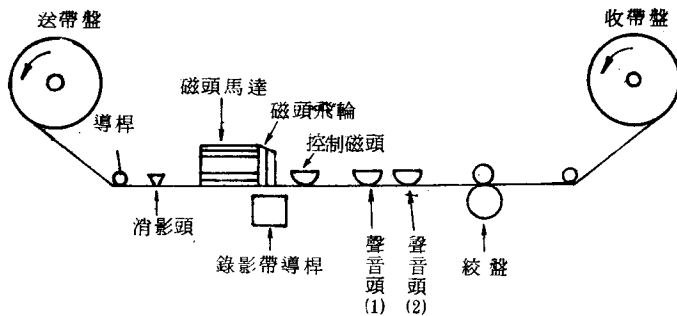 送帶盤
收帶盤
磁頭馬達
磁頭飛輪
導桿
控制磁頭
消影頭
錄影帶導桿
聲音頭(1)
聲音頭(2)
絞盤